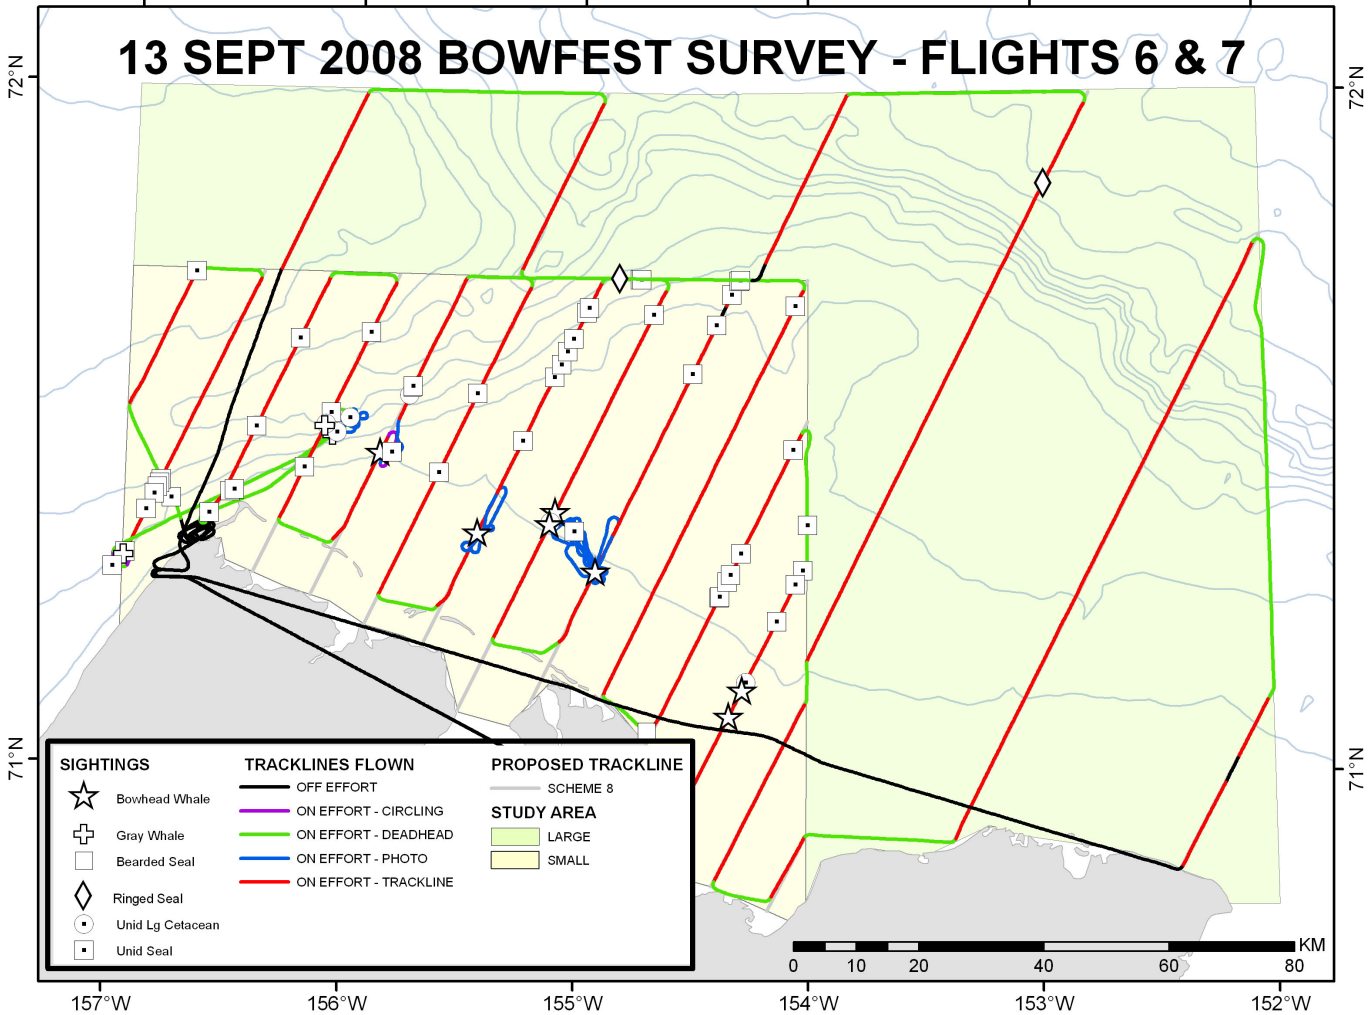 13 SEPT 2008 BOWFEST SURVEY - FLIGHTS 6 & 7
72°N
72°N
71°N
71°N
SIGHTINGS
Bowhead Whale
Gray Whale
Bearded Seal
Ringed Seal
Unid Lg Cetacean
Unid Seal
TRACKLINES FLOWN
OFF EFFORT
ON EFFORT - CIRCLING
ON EFFORT - DEADHEAD
ON EFFORT - PHOTO
ON EFFORT - TRACKLINE
PROPOSED TRACKLINE
SCHEME 8
STUDY AREA
LARGE
SMALL
KM
0 10 20 40 60 80
157°W 156°W 155°W 154°W 153°W 152°W